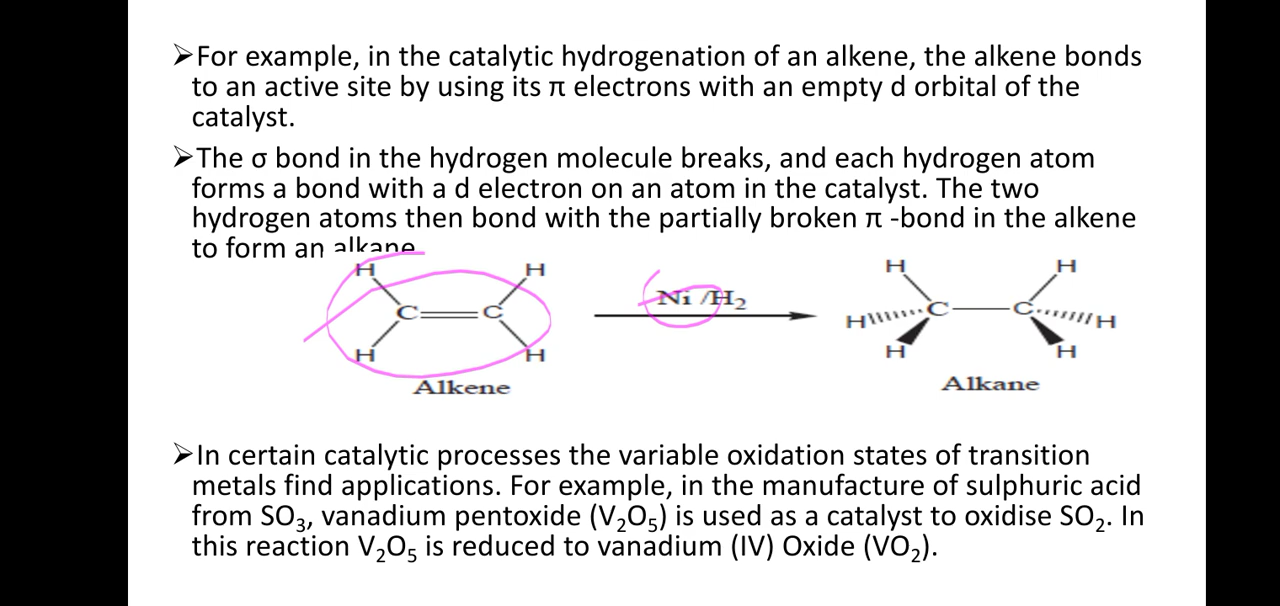 ➢For example, in the catalytic hydrogenation of an alkene, the alkene bonds
to an active site by using its π electrons with an empty d orbital of the
catalyst.
➢The σ bond in the hydrogen molecule breaks, and each hydrogen atom
forms a bond with a d electron on an atom in the catalyst. The two
hydrogen atoms then bond with the partially broken π -bond in the alkene
to form an alkane
H H H H
Ni /H₂
C C C C
H H
H H H H
Alkene Alkane
➢In certain catalytic processes the variable oxidation states of transition
metals find applications. For example, in the manufacture of sulphuric acid
from SO₃, vanadium pentoxide (V₂O₅) is used as a catalyst to oxidise SO₂. In
this reaction V₂O₅ is reduced to vanadium (IV) Oxide (VO₂).